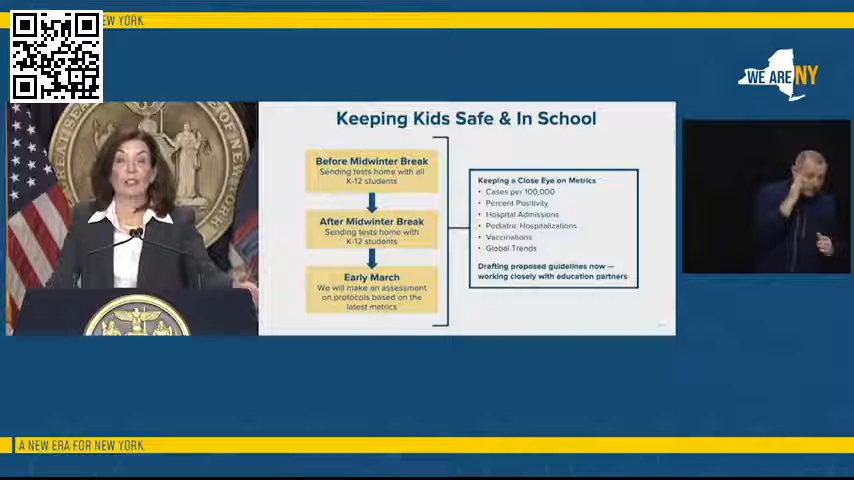 EW YORK
WE ARE NY
Keeping Kids Safe & In School
Before Midwinter Break
Sending tests home with all
K-12 students
After Midwinter Break
Sending tests home with
K-12 students
Early March
We will make an assessment
on protocols based on the
latest metrics
Keeping a Close Eye on Metrics
• Cases per 100,000
• Percent Positivity
• Hospital Admissions
• Pediatric Hospitalizations
• Vaccinations
• Global Trends
Drafting proposed guidelines now —
working closely with education partners
A NEW ERA FOR NEW YORK